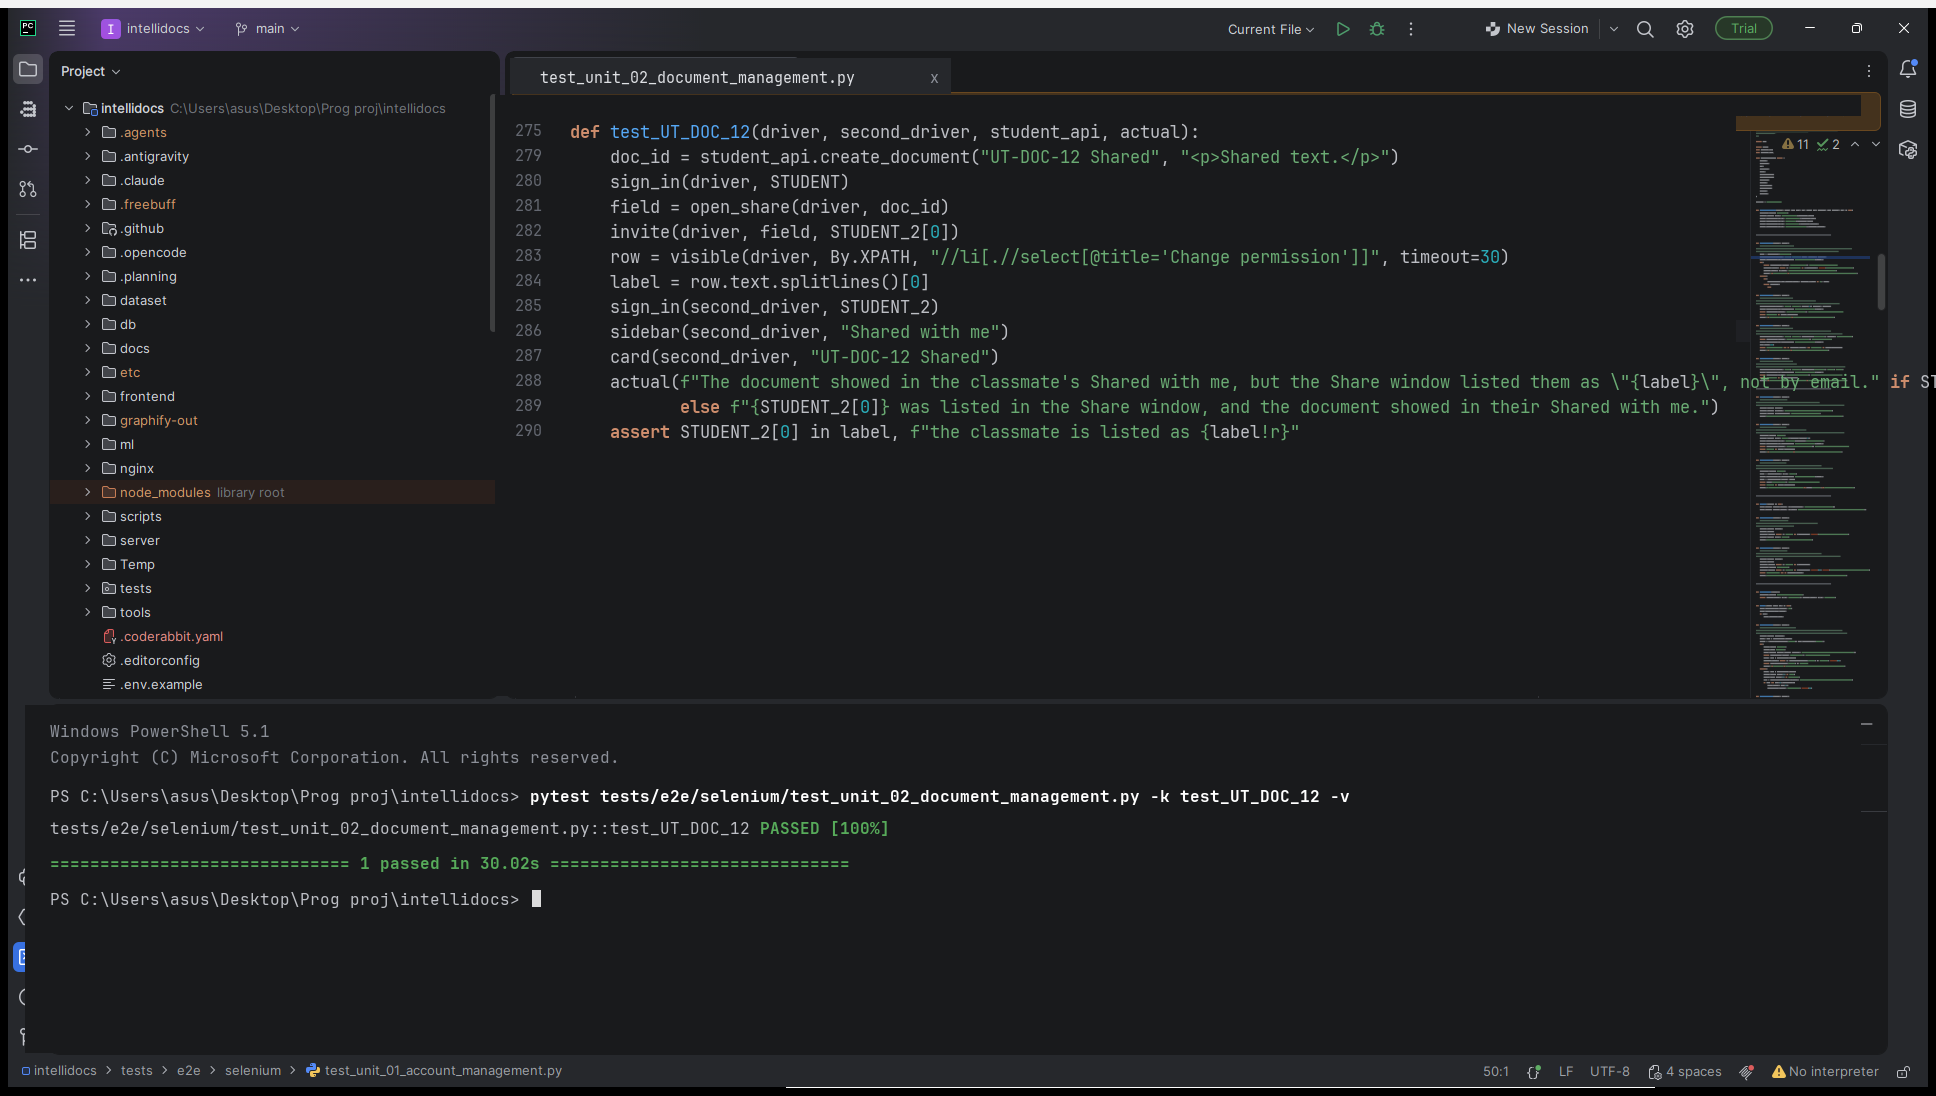 PC
I intellidocs
main
Current File
New Session
Trial
Project
test_unit_02_document_management.py x
intellidocs C:\Users\asus\Desktop\Prog proj\intellidocs
.agents
.antigravity
.claude
.freebuff
.github
.opencode
.planning
dataset
db
docs
etc
frontend
graphify-out
ml
nginx
node_modules library root
scripts
server
Temp
tests
tools
.coderabbit.yaml
.editorconfig
.env.example
11 2
275 def test_UT_DOC_12(driver, second_driver, student_api, actual):
279 doc_id = student_api.create_document("UT-DOC-12 Shared", "<p>Shared text.</p>")
280 sign_in(driver, STUDENT)
281 field = open_share(driver, doc_id)
282 invite(driver, field, STUDENT_2[0])
283 row = visible(driver, By.XPATH, "//li[.//select[@title='Change permission']]", timeout=30)
284 label = row.text.splitlines()[0]
285 sign_in(second_driver, STUDENT_2)
286 sidebar(second_driver, "Shared with me")
287 card(second_driver, "UT-DOC-12 Shared")
288 actual(f"The document showed in the classmate's Shared with me, but the Share window listed them as \"{label}\", not by email." if ST
289 else f"{STUDENT_2[0]} was listed in the Share window, and the document showed in their Shared with me.")
290 assert STUDENT_2[0] in label, f"the classmate is listed as {label!r}"
Windows PowerShell 5.1
Copyright (C) Microsoft Corporation. All rights reserved.
PS C:\Users\asus\Desktop\Prog proj\intellidocs> pytest tests/e2e/selenium/test_unit_02_document_management.py -k test_UT_DOC_12 -v
tests/e2e/selenium/test_unit_02_document_management.py::test_UT_DOC_12 PASSED [100%]
============================== 1 passed in 30.02s ==============================
PS C:\Users\asus\Desktop\Prog proj\intellidocs>
intellidocs > tests > e2e > selenium > test_unit_01_account_management.py
50:1 LF UTF-8 4 spaces No interpreter